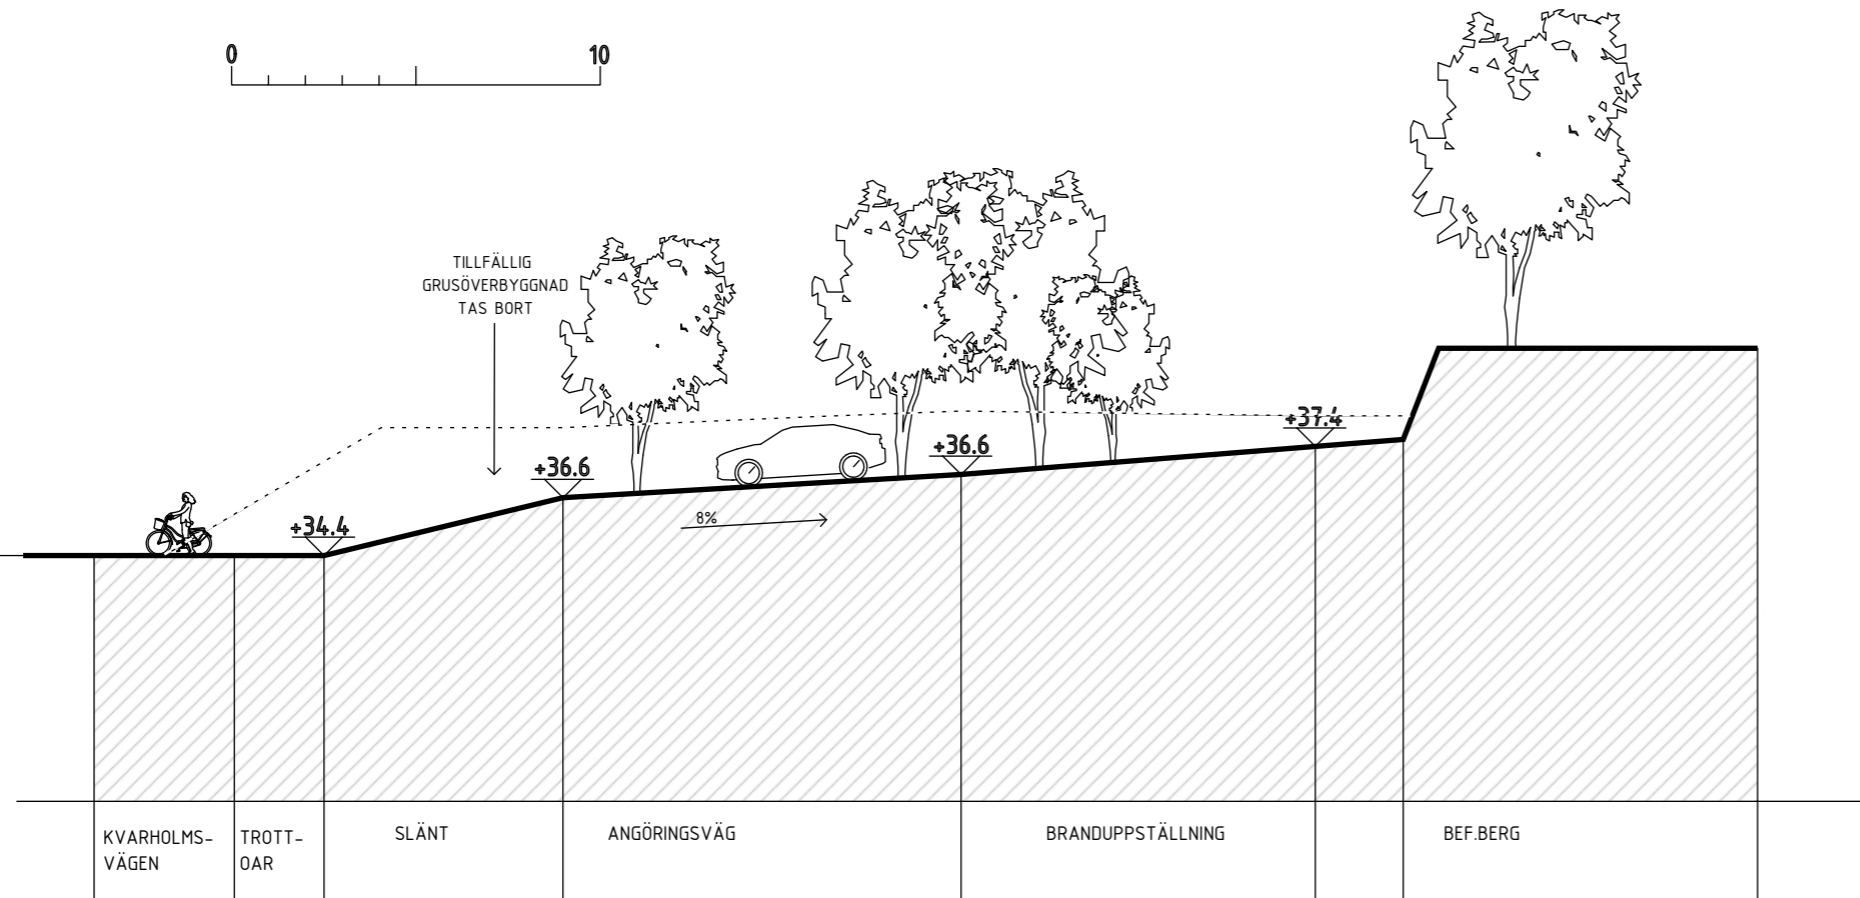 0 10
TILLFÄLLIG
GRUSÖVERBYGGNAD
TAS BORT
+34.4
+36.6
+36.6
+37.4
8%
KVARHOLMS-
VÄGEN
TROTT-
OAR
SLÄNT
ANGÖRINGSVÄG
BRANDUPPSTÄLLNING
BEF.BERG